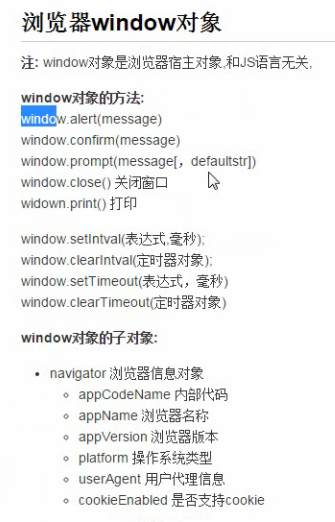 浏览器window对象
注: window对象是浏览器宿主对象,和JS语言无关,
window对象的方法:
window.alert(message)
window.confirm(message)
window.prompt(message[，defaultstr])
window.close() 关闭窗口
widown.print() 打印
window.setIntval(表达式,毫秒);
window.clearIntval(定时器对象);
window.setTimeout(表达式，毫秒)
window.clearTimeout(定时器对象)
window对象的子对象:
navigator 浏览器信息对象
appCodeName 内部代码
appName 浏览器名称
appVersion 浏览器版本
platform 操作系统类型
userAgent 用户代理信息
cookieEnabled 是否支持cookie